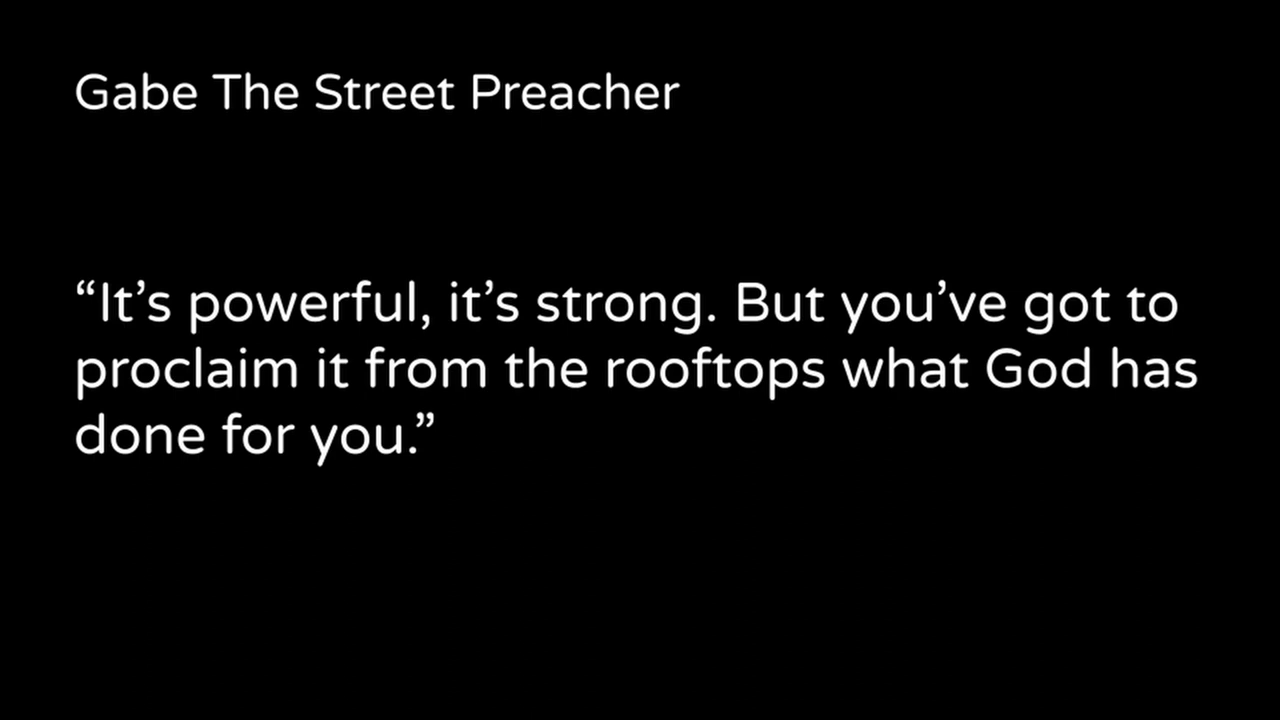 Gabe The Street Preacher
“It’s powerful, it’s strong. But you’ve got to
proclaim it from the rooftops what God has
done for you.”